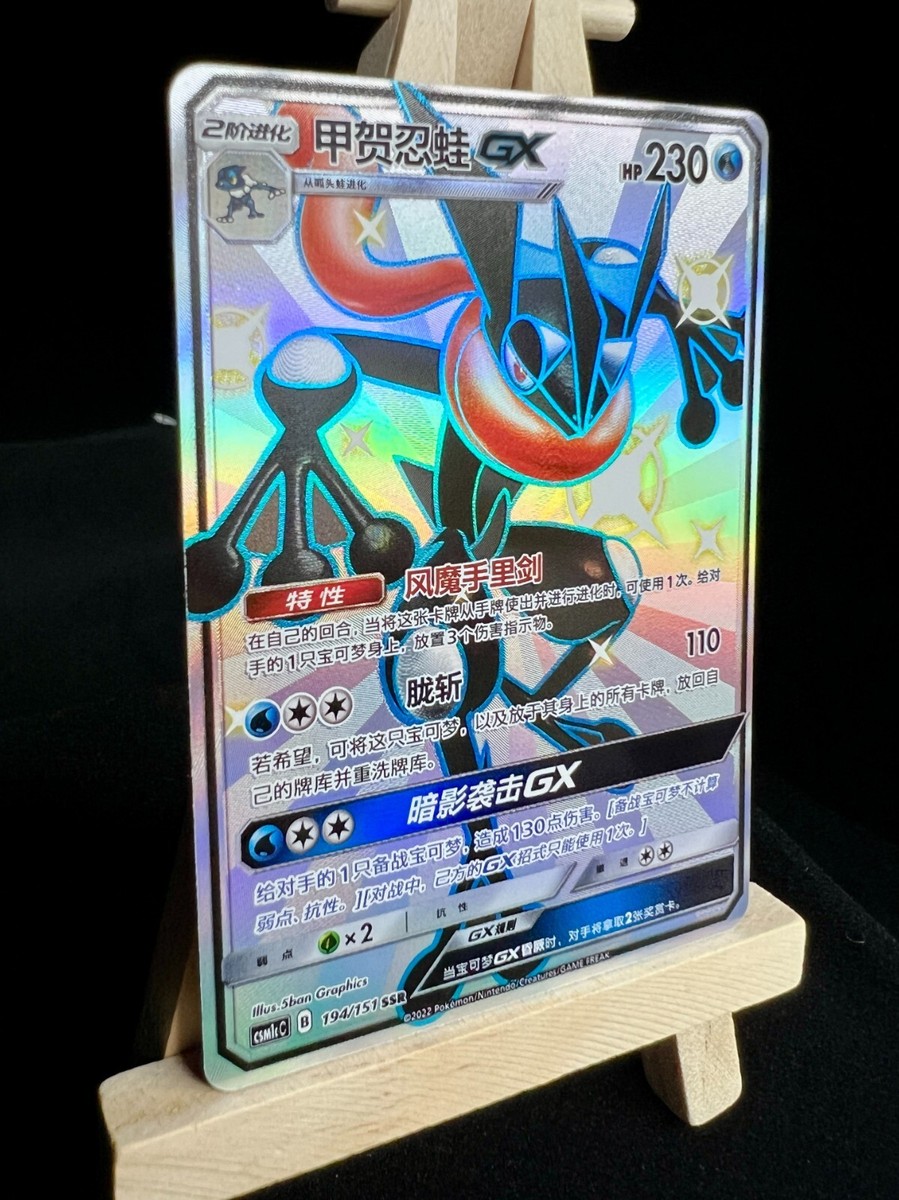 2阶进化
甲贺忍蛙GX
HP230
从呱头蛙进化
特性 风魔手里剑
在自己的回合，当将这张卡牌从手牌使出并进行进化时，可使用1次。给对
手的1只宝可梦身上，放置3个伤害指示物。
胧斩 110
若希望，可将这只宝可梦，以及放于其身上的所有卡牌，放回自
己的牌库并重洗牌库。
暗影袭击GX
给对手的1只备战宝可梦，造成130点伤害。[备战宝可梦不计算
弱点、抗性。][对战中，己方的GX招式只能使用1次。]
弱点 ×2 抗性 撤退
GX规则
当宝可梦GX昏厥时，对手将拿取2张奖赏卡。
Illus.5ban Graphics
CSM1cC B 194/151 SSR
©2022 Pokémon/Nintendo/Creatures/GAME FREAK